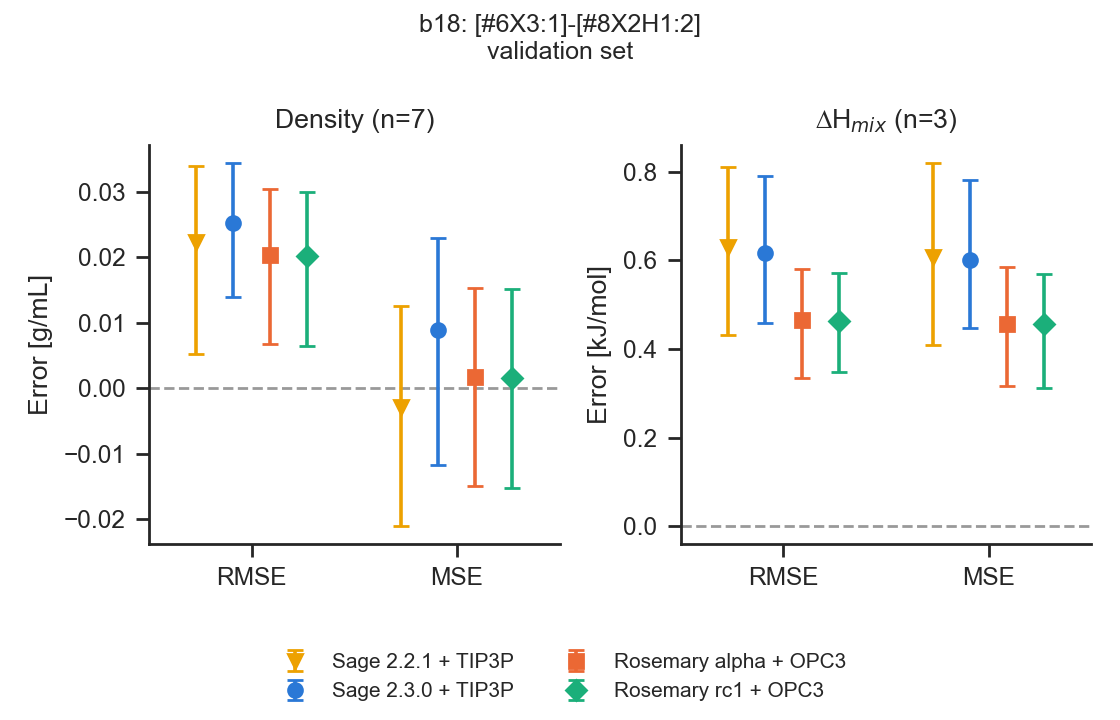 b18: [#6X3:1]-[#8X2H1:2]
validation set
Density (n=7)
Error [g/mL]
0.03
0.02
0.01
0.00
−0.01
−0.02
RMSE
MSE
ΔH_mix (n=3)
Error [kJ/mol]
0.8
0.6
0.4
0.2
0.0
RMSE
MSE
Sage 2.2.1 + TIP3P
Sage 2.3.0 + TIP3P
Rosemary alpha + OPC3
Rosemary rc1 + OPC3